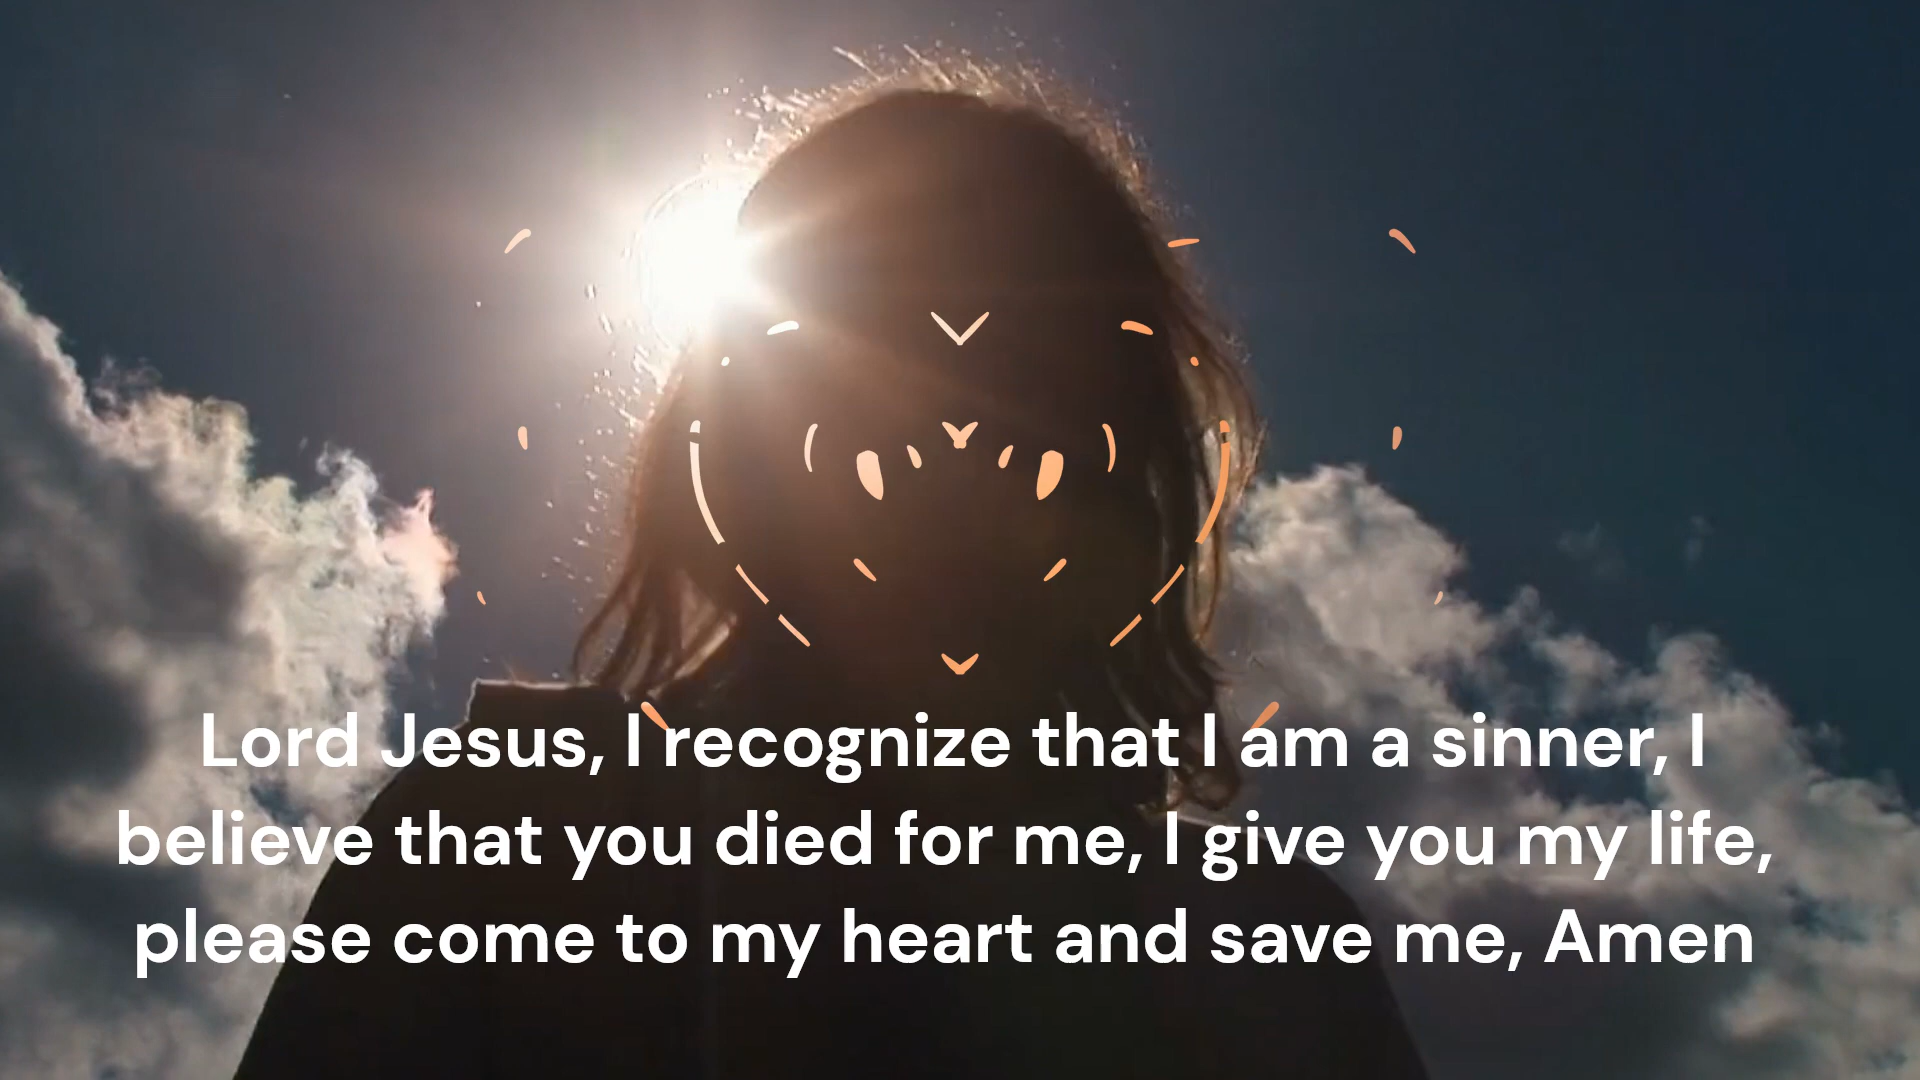 Lord Jesus, I recognize that I am a sinner, I
believe that you died for me, I give you my life,
please come to my heart and save me, Amen